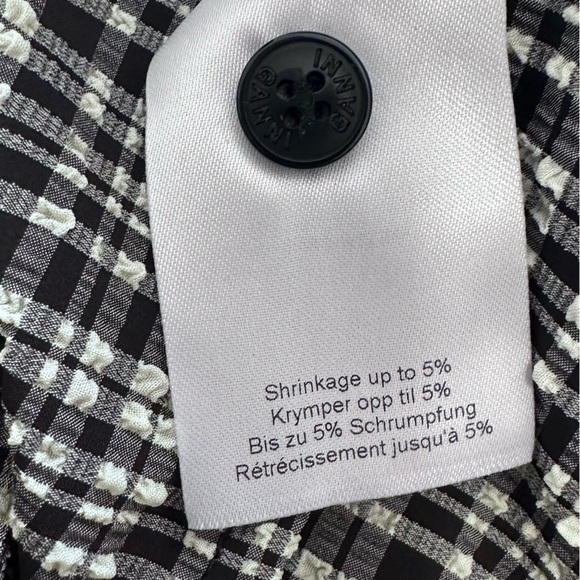 GANNI GANNI
Shrinkage up to 5%
Krymper opp til 5%
Bis zu 5% Schrumpfung
Rétrécissement jusqu'à 5%